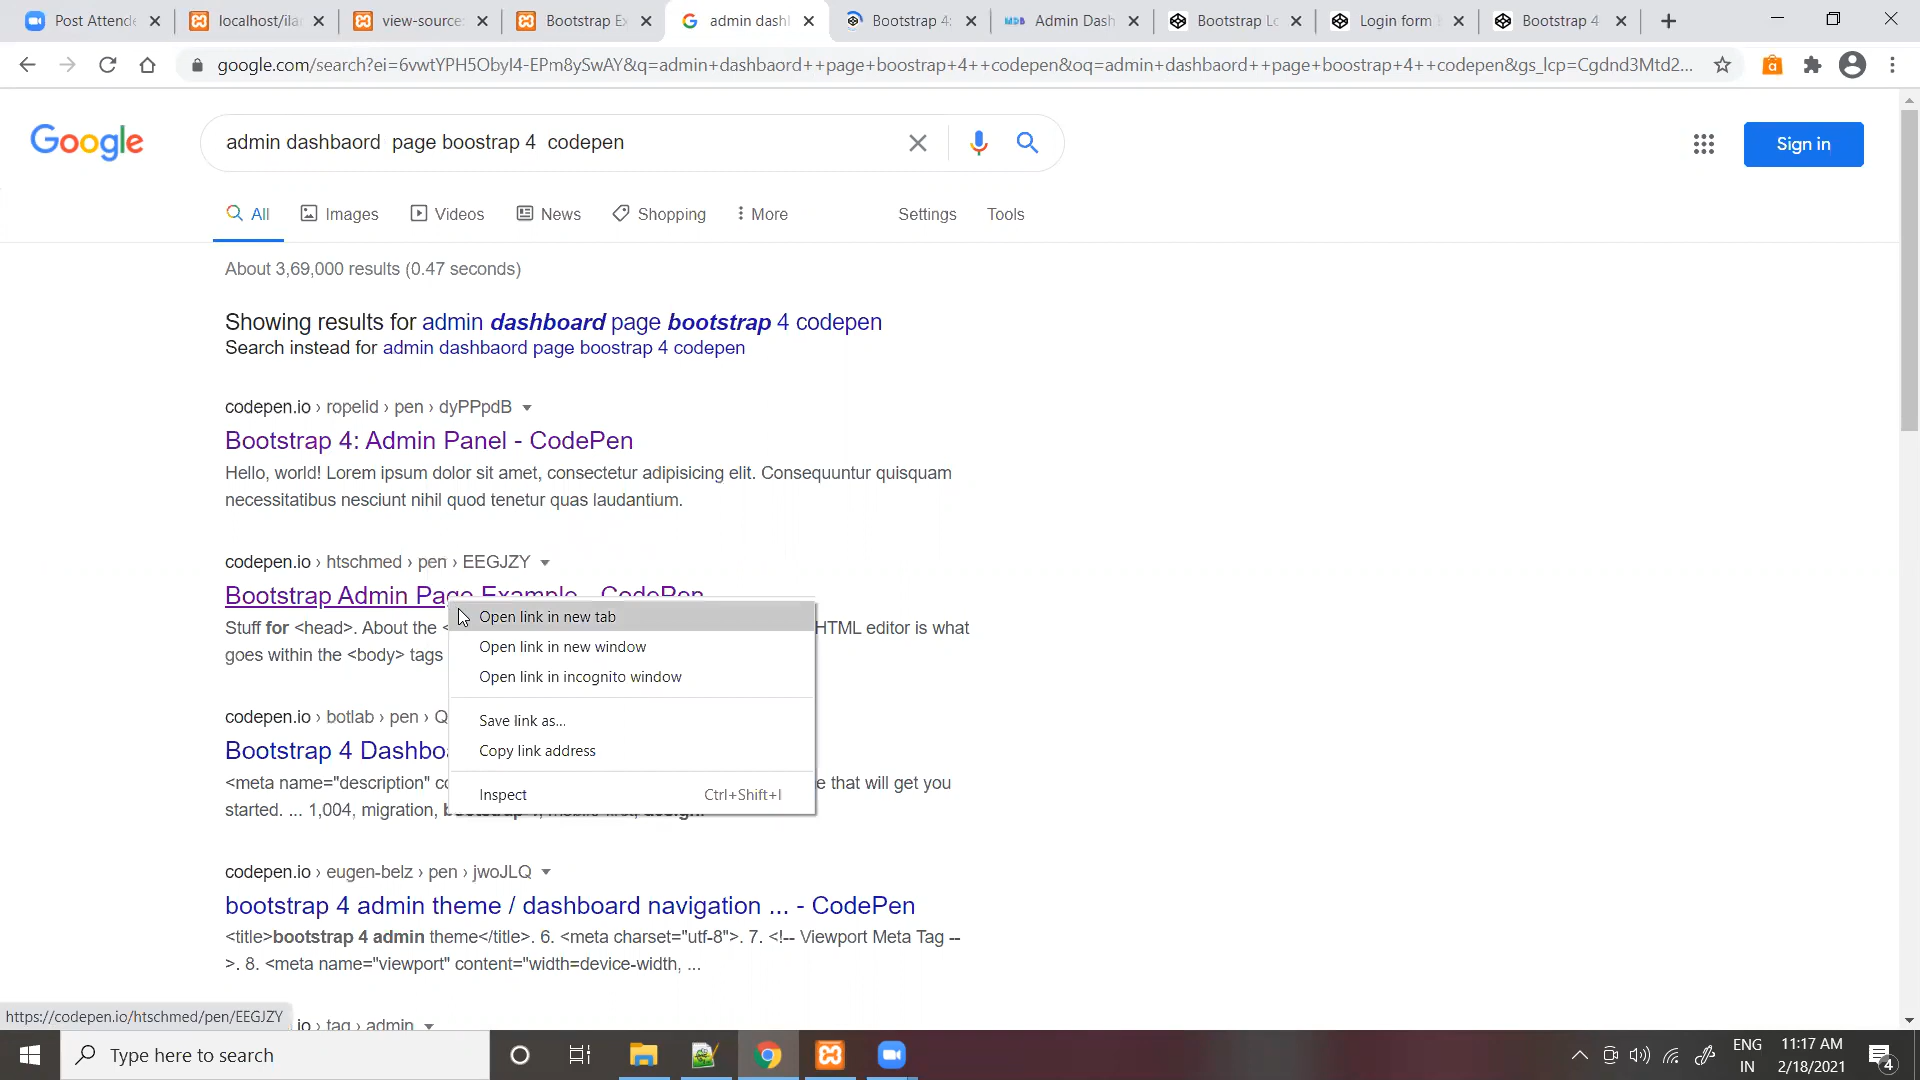 Post Attende
localhost/ila
view-source:
Bootstrap Ex
admin dashl
Bootstrap 4:
MDB Admin Dash
Bootstrap Lo
Login form
Bootstrap 4
google.com/search?ei=6vwtYPH5ObyI4-EPm8ySwAY&q=admin+dashbaord++page+boostrap+4++codepen&oq=admin+dashbaord++page+boostrap+4++codepen&gs_lcp=Cgdnd3Mtd2...
Google
admin dashbaord  page boostrap 4  codepen
Sign in
All Images Videos News Shopping More Settings Tools
About 3,69,000 results (0.47 seconds)
Showing results for admin dashboard page bootstrap 4 codepen
Search instead for admin dashbaord page boostrap 4 codepen
codepen.io › ropelid › pen › dyPPpdB
Bootstrap 4: Admin Panel - CodePen
Hello, world! Lorem ipsum dolor sit amet, consectetur adipisicing elit. Consequuntur quisquam
necessitatibus nesciunt nihil quod tenetur quas laudantium.
codepen.io › htschmed › pen › EEGJZY
Bootstrap Admin Page Example - CodePen
Stuff for <head>. About the < HTML editor is what
goes within the <body> tags
Open link in new tab
Open link in new window
Open link in incognito window
Save link as...
Copy link address
Inspect Ctrl+Shift+I
codepen.io › botlab › pen › Q
Bootstrap 4 Dashboa
<meta name="description" co e that will get you
started. ... 1,004, migration,
codepen.io › eugen-belz › pen › jwoJLQ
bootstrap 4 admin theme / dashboard navigation ... - CodePen
<title>bootstrap 4 admin theme</title>. 6. <meta charset="utf-8">. 7. <!-- Viewport Meta Tag --
>. 8. <meta name="viewport" content="width=device-width, ...
https://codepen.io/htschmed/pen/EEGJZY
io › tag › admin
Type here to search
ENG
IN
11:17 AM
2/18/2021
4